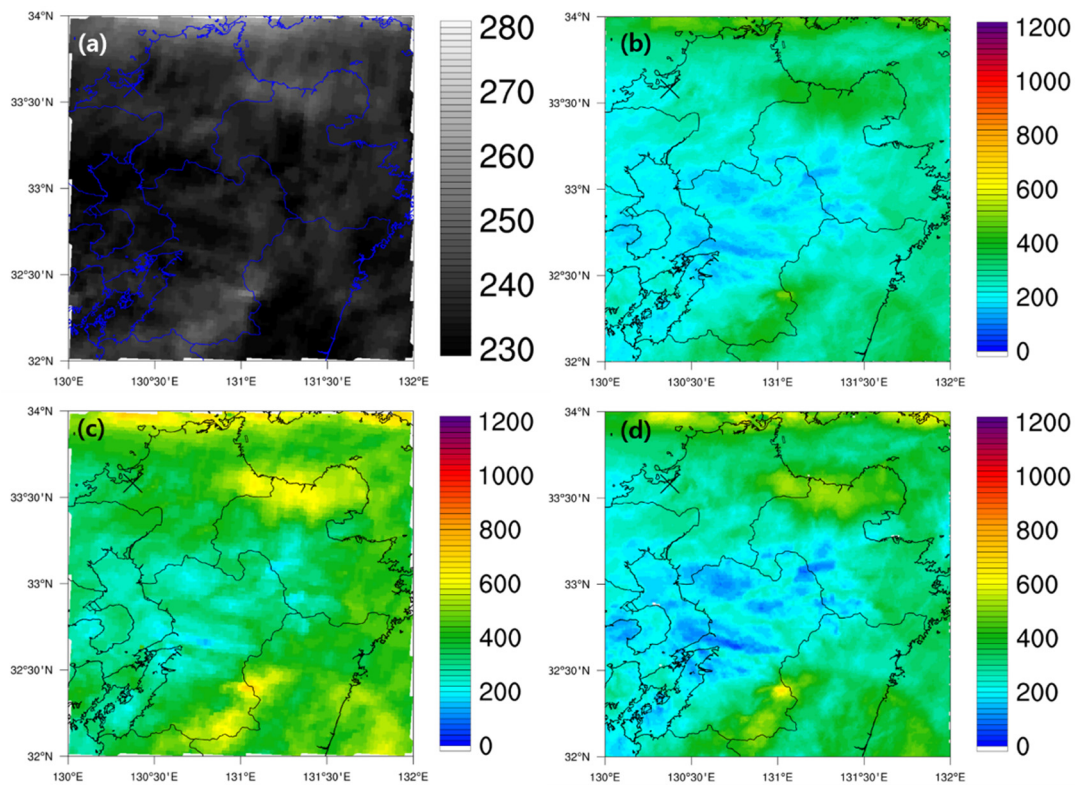 (a)
34°N
33°30' N
33°N
32°30' N
32°N
130°E
130°30' E
131°E
131°30' E
132°E
280
270
260
250
240
230
(b)
34°N
33°30' N
33°N
32°30' N
32°N
130°E
130°30' E
131°E
131°30' E
132°E
1200
1000
800
600
400
200
0
(c)
34°N
33°30' N
33°N
32°30' N
32°N
130°E
130°30' E
131°E
131°30' E
132°E
1200
1000
800
600
400
200
0
(d)
34°N
33°30' N
33°N
32°30' N
32°N
130°E
130°30' E
131°E
131°30' E
132°E
1200
1000
800
600
400
200
0